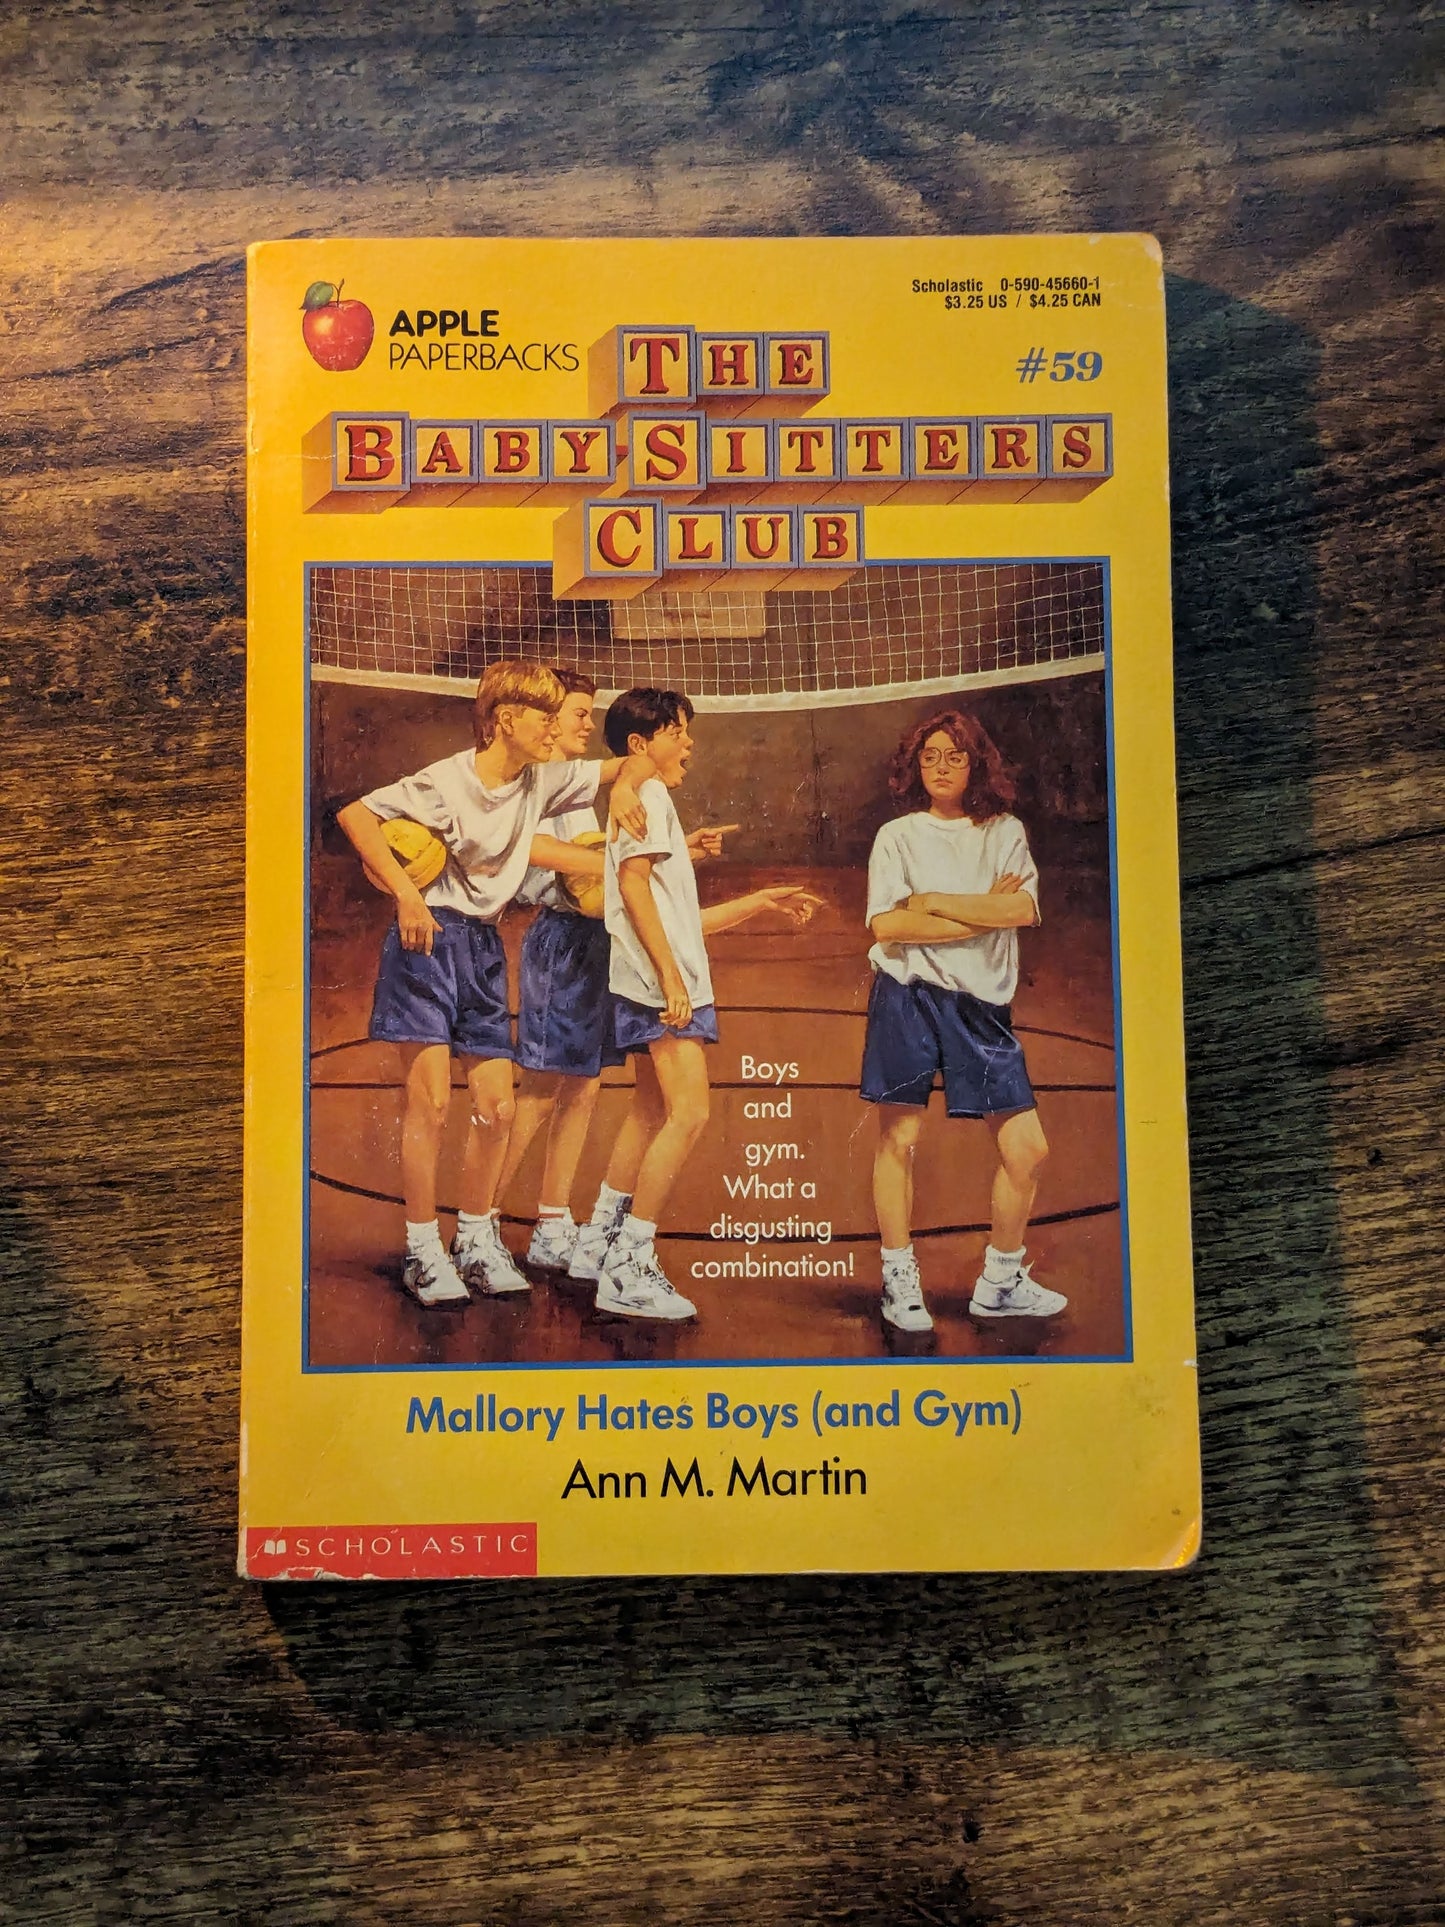 APPLE
PAPERBACKS
Scholastic 0-590-45660-1
$3.25 US / $4.25 CAN
#59
THE
BABY-SITTERS
CLUB
Boys
and
gym.
What a
disgusting
combination!
Mallory Hates Boys (and Gym)
Ann M. Martin
SCHOLASTIC